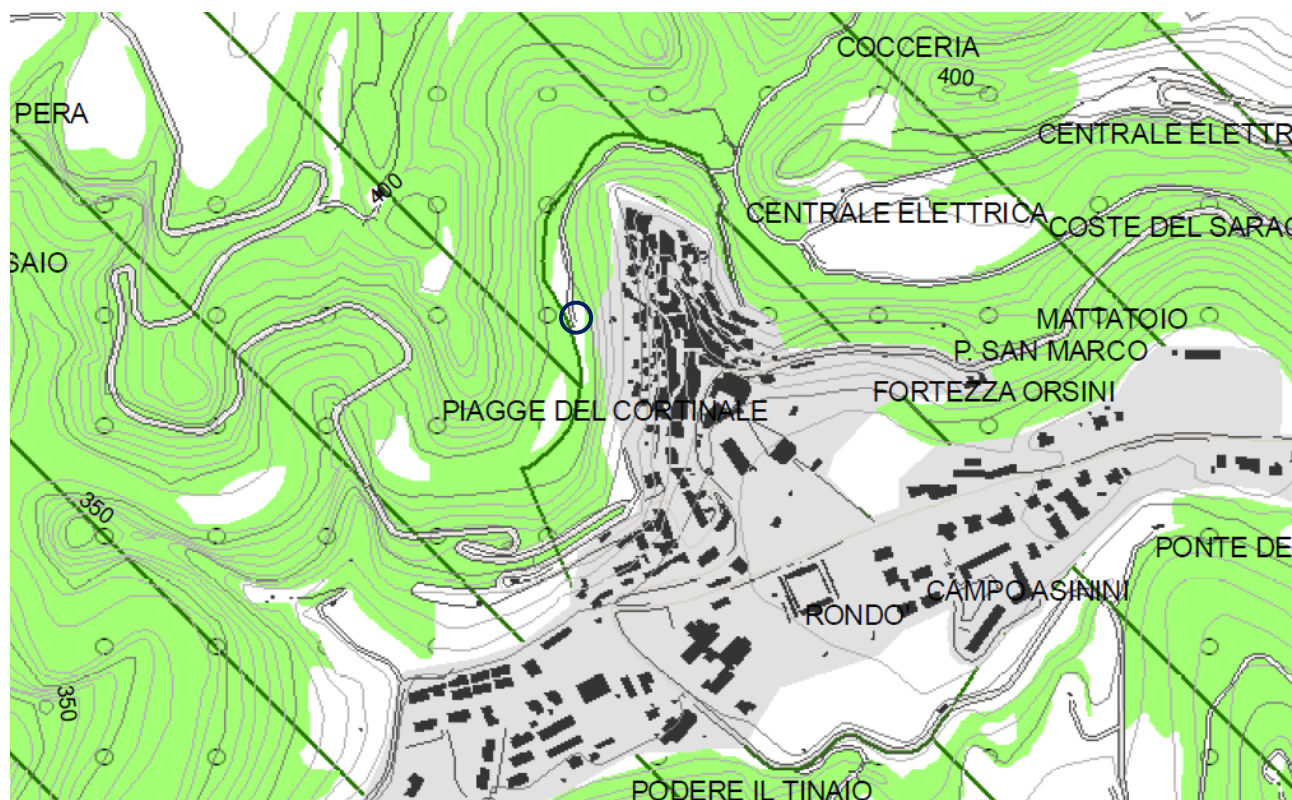 COCCERIA
400
PERA
CENTRALE ELETTR
400
CENTRALE ELETTRICA
COSTE DEL SARAC
SAIO
MATTATOIO
P. SAN MARCO
FORTEZZA ORSINI
PIAGGE DEL CORTINALE
350
PONTE DE
CAMPO ASININI
RONDO'
350
PODERE IL TINAIO